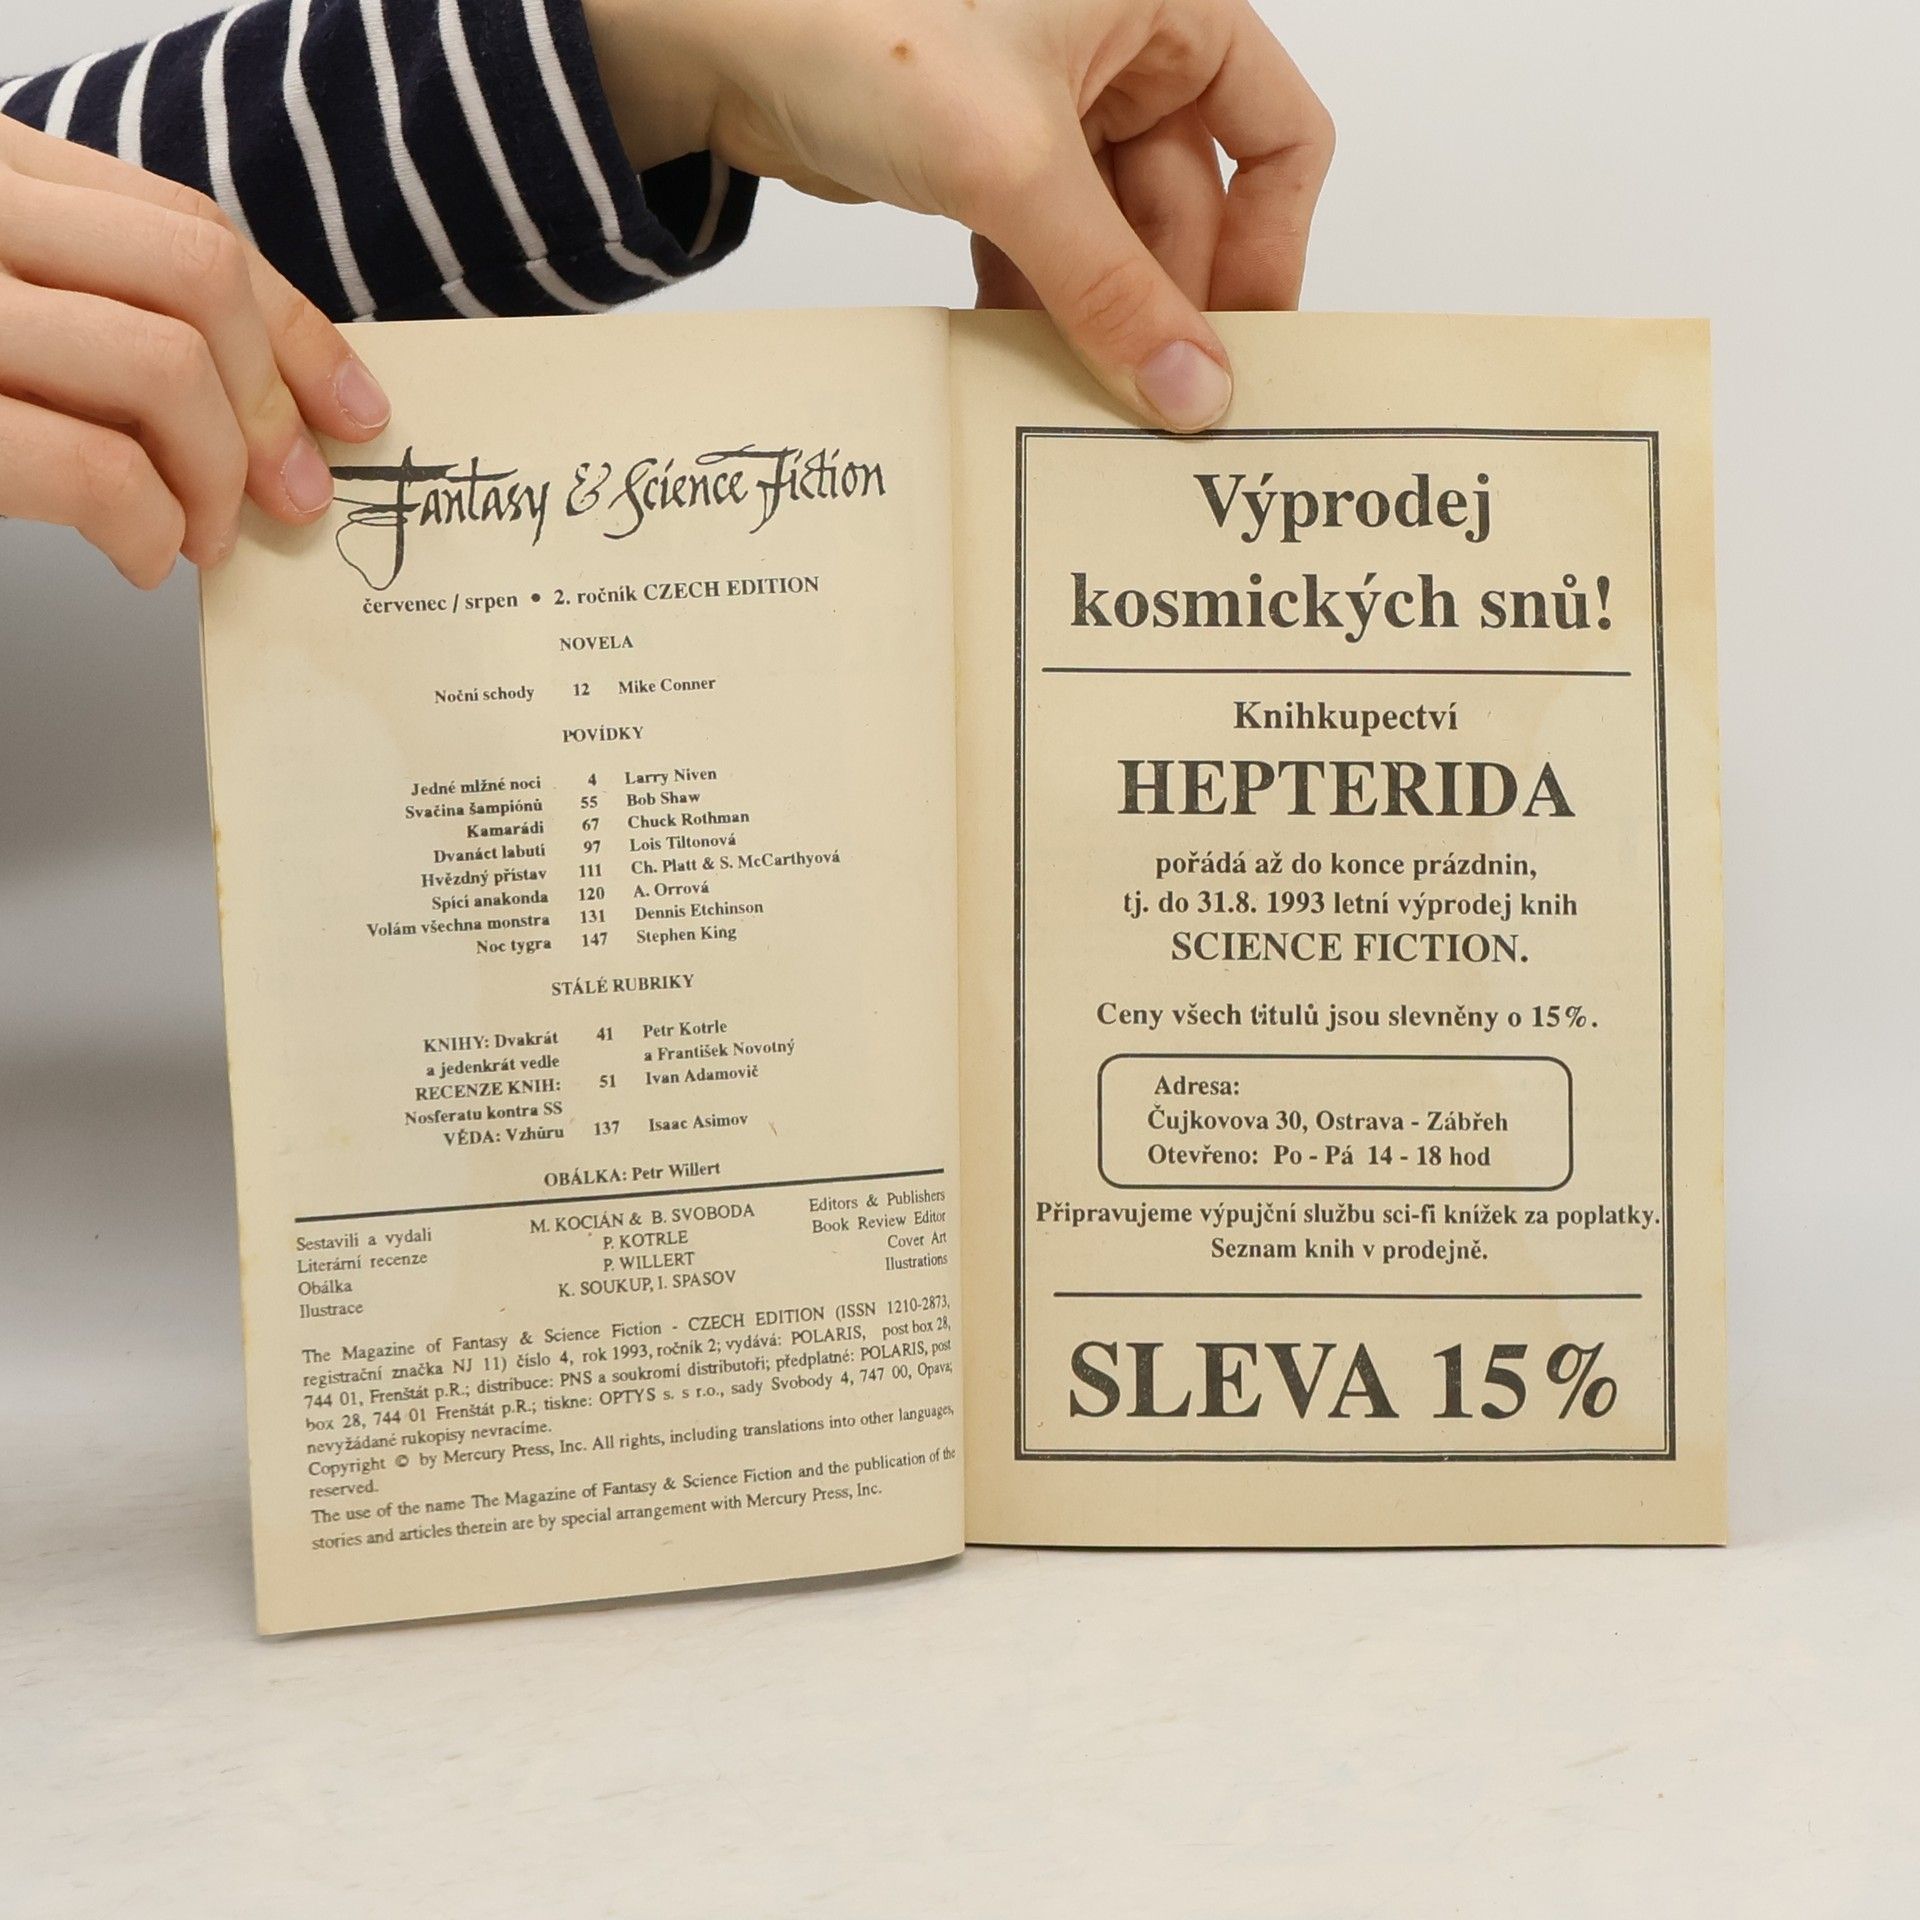 Fantasy & Science Fiction
červenec / srpen • 2. ročník CZECH EDITION
NOVELA
Noční schody 12 Mike Conner
POVÍDKY
Jedné mlžné noci 4 Larry Niven
Svačina šampiónů 55 Bob Shaw
Kamarádi 67 Chuck Rothman
Dvanáct labutí 97 Lois Tiltonová
Hvězdný přístav 111 Ch. Platt & S. McCarthyová
Spící anakonda 120 A. Orrová
Volám všechna monstra 131 Dennis Etchinson
Noc tygra 147 Stephen King
STÁLÉ RUBRIKY
KNIHY: Dvakrát 41 Petr Kotrle
a jedenkrát vedle a František Novotný
RECENZE KNIH: 51 Ivan Adamovič
Nosferatu kontra SS
VĚDA: Vzhůru 137 Isaac Asimov
OBÁLKA: Petr Willert
Sestavili a vydali M. KOCIÁN & B. SVOBODA Editors & Publishers
Literární recenze P. KOTRLE Book Review Editor
Obálka P. WILLERT Cover Art
Ilustrace K. SOUKUP, I. SPASOV Ilustrations
The Magazine of Fantasy & Science Fiction - CZECH EDITION (ISSN 1210-2873,
registrační značka NJ 11) číslo 4, rok 1993, ročník 2; vydává: POLARIS, post box 28,
744 01, Frenštát p.R.; distribuce: PNS a soukromí distributoři; předplatné: POLARIS, post
box 28, 744 01 Frenštát p.R.; tiskne: OPTYS s. s r.o., sady Svobody 4, 747 00, Opava;
nevyžádané rukopisy nevracíme.
Copyright © by Mercury Press, Inc. All rights, including translations into other languages,
reserved.
The use of the name The Magazine of Fantasy & Science Fiction and the publication of the
stories and articles therein are by special arrangement with Mercury Press, Inc.
Výprodej
kosmických snů!
Knihkupectví
HEPTERIDA
pořádá až do konce prázdnin,
tj. do 31.8. 1993 letní výprodej knih
SCIENCE FICTION.
Ceny všech titulů jsou slevněny o 15%.
Adresa:
Čujkovova 30, Ostrava - Zábřeh
Otevřeno: Po - Pá 14 - 18 hod
Připravujeme výpujční službu sci-fi knížek za poplatky.
Seznam knih v prodejně.
SLEVA 15%